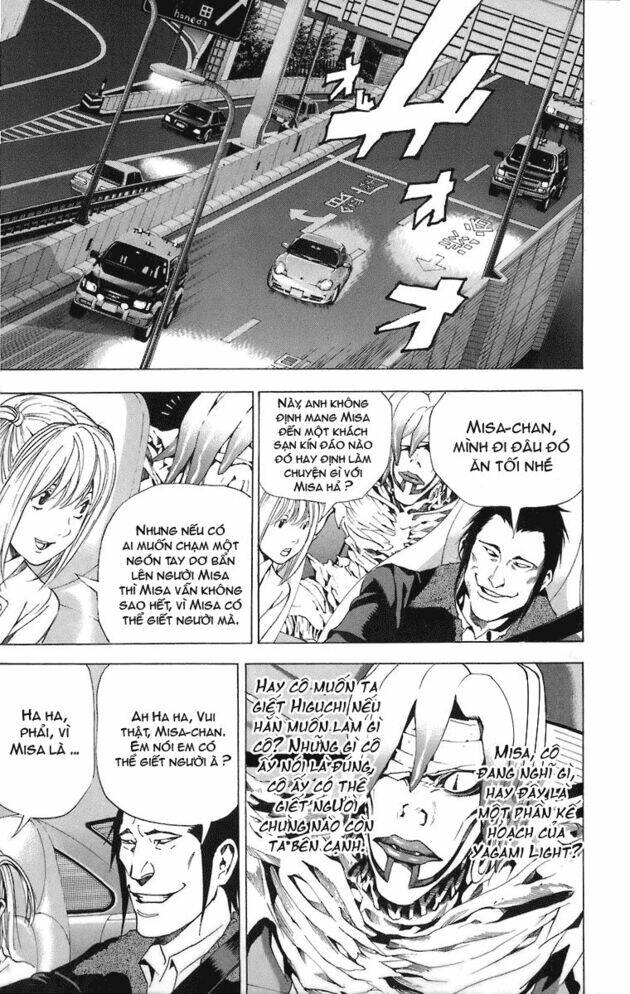 haneda
MISA-CHAN,
MÌNH ĐI ĐÂU ĐÓ
ĂN TỐI NHÉ
NÀY, ANH KHÔNG
ĐỊNH MANG MISA
ĐẾN MỘT KHÁCH
SẠN KÍN ĐÁO NÀO
ĐÓ HAY ĐỊNH LÀM
CHUYỆN GÌ VỚI
MISA HẢ ?
NHƯNG NẾU CÓ
AI MUỐN CHẠM MỘT
NGÓN TAY DƠ BẨN
LÊN NGƯỜI MISA
THÌ MISA VẪN KHÔNG
SAO HẾT, VÌ MISA CÓ
THỂ GIẾT NGƯỜI MÀ.
MISA, CÔ
ĐANG NGHĨ GÌ,
HAY ĐÂY LÀ
MỘT PHẦN KẾ
HOẠCH CỦA
YAGAMI LIGHT?
HAY CÔ MUỐN TA
GIẾT HIGUCHI NẾU
HẮN MUỐN LÀM GÌ
CÔ? NHƯNG GÌ CÔ
ẤY NÓI LÀ ĐÚNG,
CÔ ẤY CÓ THỂ
GIẾT NGƯỜI
CHỪNG NÀO CÒN
TA BÊN CẠNH.
AH HA HA, VUI
THẬT, MISA-CHAN.
EM NÓI EM CÓ
THỂ GIẾT NGƯỜI À ?
HA HA,
PHẢI, VÌ
MISA LÀ ...